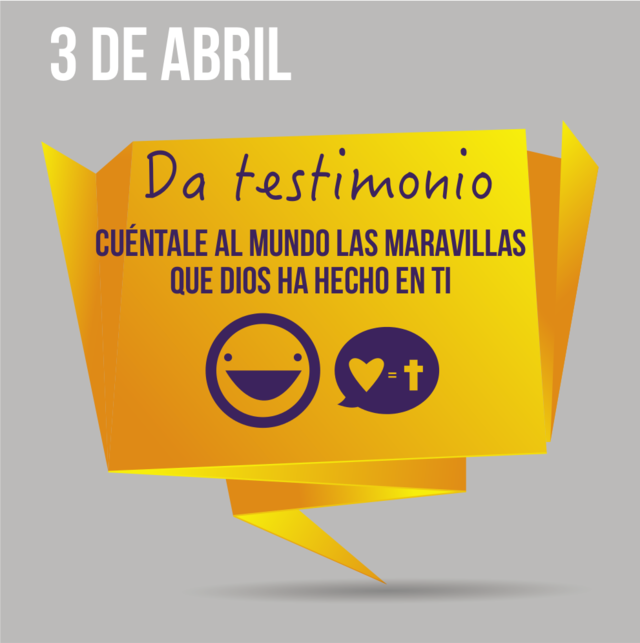 3 DE ABRIL
Da testimonio
CUÉNTALE AL MUNDO LAS MARAVILLAS
QUE DIOS HA HECHO EN TI
=